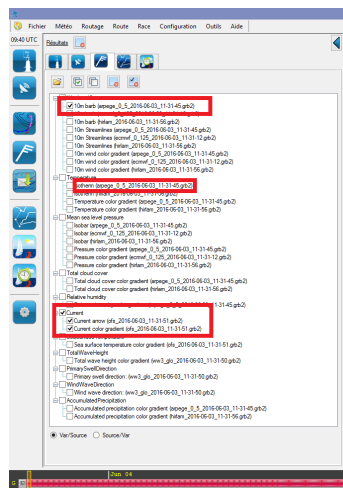 Fichier Météo Routage Route Race Configuration Outils Aide
09:40 UTC
Résultats
10m barb (arpege_0_5_2016-06-03_11-31-45.grb2)
10m barb (hirlam_2016-06-03_11-31-56.grb2)
10m Streamlines (arpege_0_5_2016-06-03_11-31-45.grb2)
10m Streamlines (ecmwf_0_125_2016-06-03_11-31-12.grb2)
10m Streamlines (hirlam_2016-06-03_11-31-56.grb2)
10m wind color gradient (arpege_0_5_2016-06-03_11-31-45.grb2)
10m wind color gradient (ecmwf_0_125_2016-06-03_11-31-12.grb2)
10m wind color gradient (hirlam_2016-06-03_11-31-56.grb2)
Temperature
Isotherm (arpege_0_5_2016-06-03_11-31-45.grb2)
Isotherm (hirlam_2016-06-03_11-31-56.grb2)
Temperature color gradient (arpege_0_5_2016-06-03_11-31-45.grb2)
Temperature color gradient (hirlam_2016-06-03_11-31-56.grb2)
Mean sea level pressure
Isobar (arpege_0_5_2016-06-03_11-31-45.grb2)
Isobar (ecmwf_0_125_2016-06-03_11-31-12.grb2)
Isobar (hirlam_2016-06-03_11-31-56.grb2)
Pressure color gradient (arpege_0_5_2016-06-03_11-31-45.grb2)
Pressure color gradient (ecmwf_0_125_2016-06-03_11-31-12.grb2)
Pressure color gradient (hirlam_2016-06-03_11-31-56.grb2)
Total cloud cover
Total cloud cover color gradient (arpege_0_5_2016-06-03_11-31-45.grb2)
Total cloud cover color gradient (hirlam_2016-06-03_11-31-56.grb2)
Relative humidity
Current
Current arrow (ofs_2016-06-03_11-31-51.grb2)
Current color gradient (ofs_2016-06-03_11-31-51.grb2)
Sea surface temperature color gradient (ofs_2016-06-03_11-31-51.grb2)
TotalWaveHeight
Total wave height color gradient (ww3_glo_2016-06-03_11-31-50.grb2)
PrimarySwellDirection
Primary swell direction: (ww3_glo_2016-06-03_11-31-50.grb2)
WindWaveDirection
Wind wave direction: (ww3_glo_2016-06-03_11-31-50.grb2)
AccumulatedPrecipitation
Accumulated precipitation color gradient (arpege_0_5_2016-06-03_11-31-45.grb2)
Accumulated precipitation color gradient (hirlam_2016-06-03_11-31-56.grb2)
Var/Source Source/Var
Jun 04
G